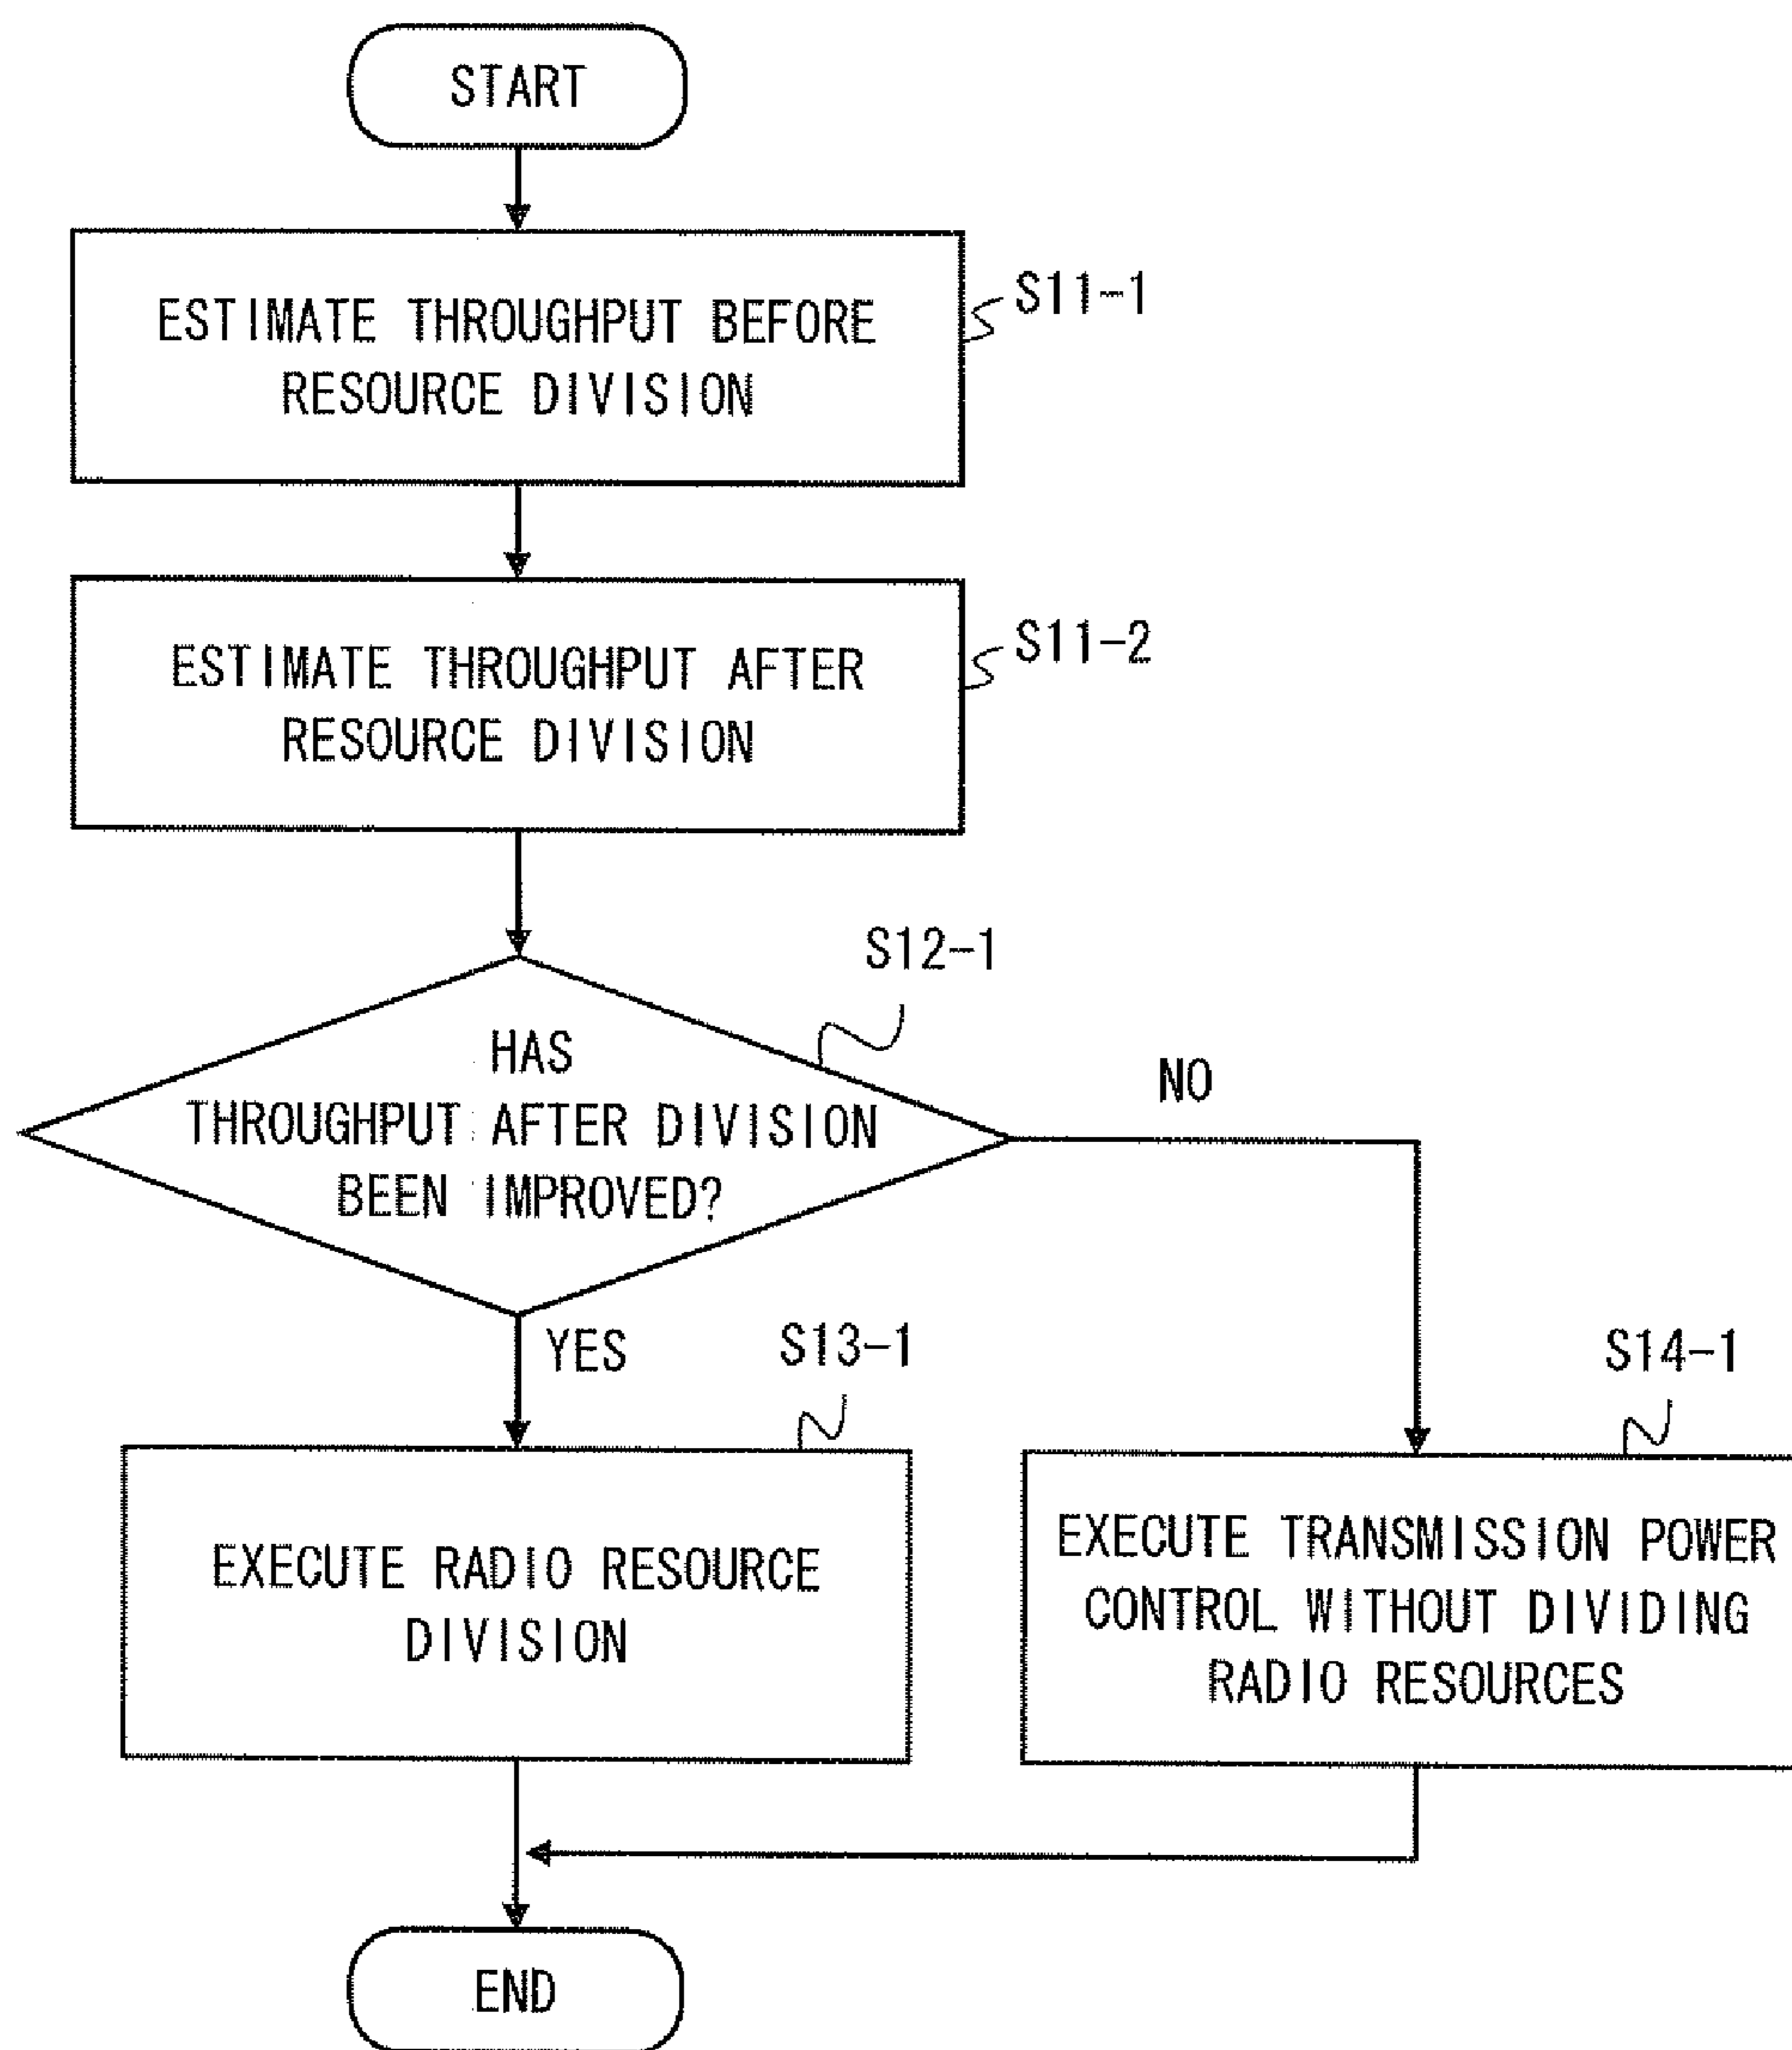 START
ESTIMATE THROUGHPUT BEFORE
RESOURCE DIVISION
S11-1
ESTIMATE THROUGHPUT AFTER
RESOURCE DIVISION
S11-2
S12-1
HAS
THROUGHPUT AFTER DIVISION
BEEN IMPROVED?
NO
YES
S13-1
S14-1
EXECUTE RADIO RESOURCE
DIVISION
EXECUTE TRANSMISSION POWER
CONTROL WITHOUT DIVIDING
RADIO RESOURCES
END